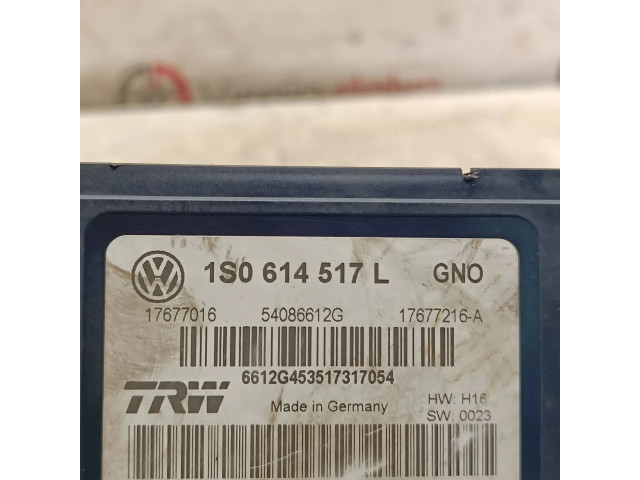 1S0 614 517 L GNO
17677016 54086612G 17677216-A
6612G453517317054
TRW Made in Germany HW: H16
SW: 0023